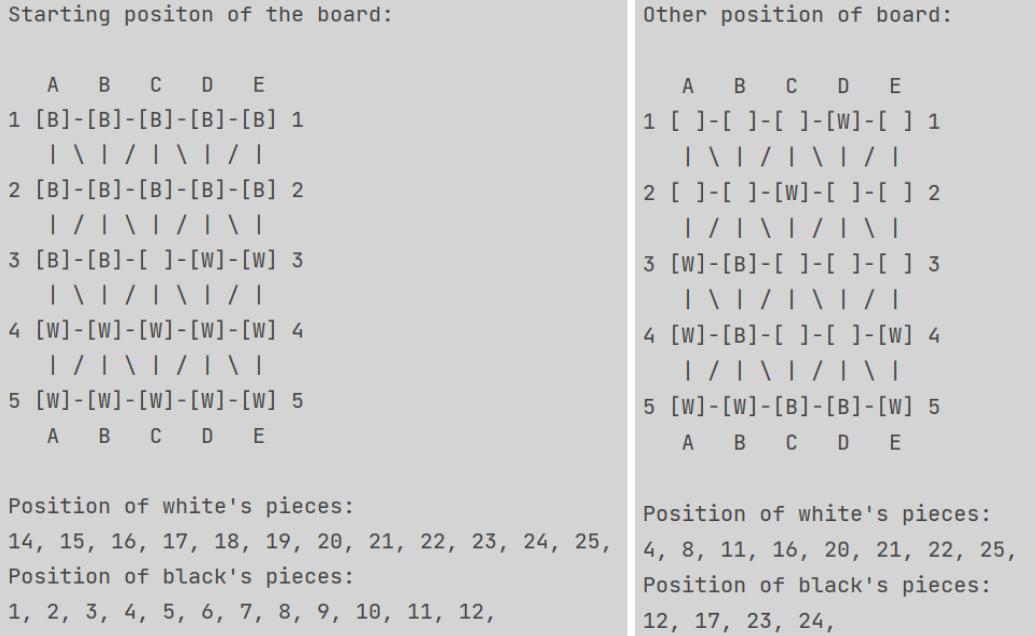 Starting positon of the board:
   A   B   C   D   E
1 [B]-[B]-[B]-[B]-[B] 1
   | \ | / | \ | / |
2 [B]-[B]-[B]-[B]-[B] 2
   | / | \ | / | \ |
3 [B]-[B]-[ ]-[W]-[W] 3
   | \ | / | \ | / |
4 [W]-[W]-[W]-[W]-[W] 4
   | / | \ | / | \ |
5 [W]-[W]-[W]-[W]-[W] 5
   A   B   C   D   E
Position of white's pieces:
14, 15, 16, 17, 18, 19, 20, 21, 22, 23, 24, 25,
Position of black's pieces:
1, 2, 3, 4, 5, 6, 7, 8, 9, 10, 11, 12,
Other position of board:
   A   B   C   D   E
1 [ ]-[ ]-[ ]-[W]-[ ] 1
   | \ | / | \ | / |
2 [ ]-[ ]-[W]-[ ]-[ ] 2
   | / | \ | / | \ |
3 [W]-[B]-[ ]-[ ]-[ ] 3
   | \ | / | \ | / |
4 [W]-[B]-[ ]-[ ]-[W] 4
   | / | \ | / | \ |
5 [W]-[W]-[B]-[B]-[W] 5
   A   B   C   D   E
Position of white's pieces:
4, 8, 11, 16, 20, 21, 22, 25,
Position of black's pieces:
12, 17, 23, 24,